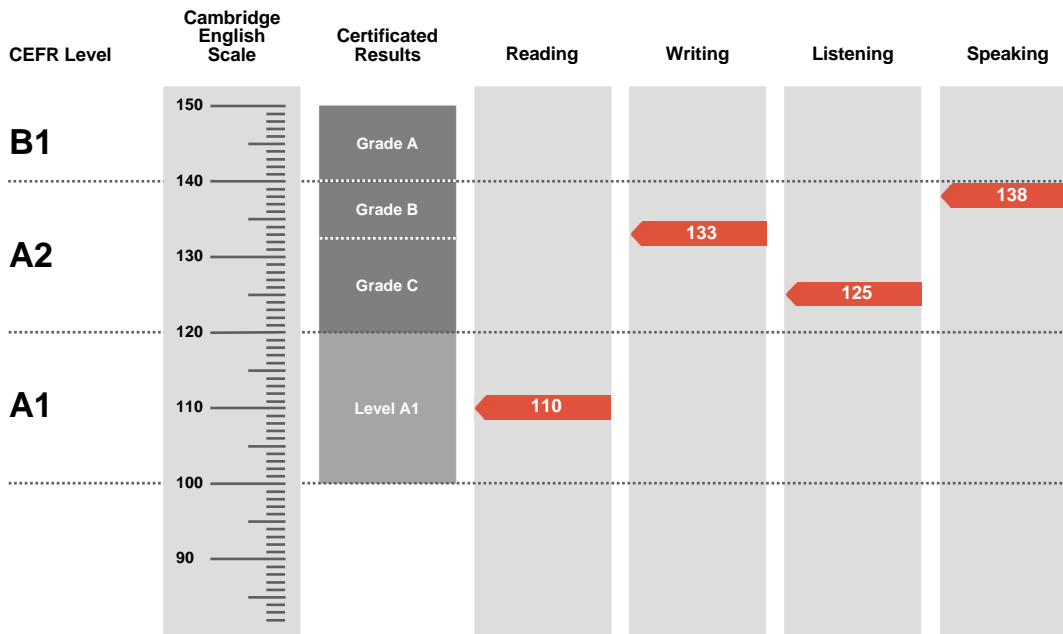 CEFR Level
Cambridge
English
Scale
Certificated
Results
Reading
Writing
Listening
Speaking
150
B1
Grade A
140
Grade B
138
133
A2
130
Grade C
125
120
A1
110
Level A1
110
100
90